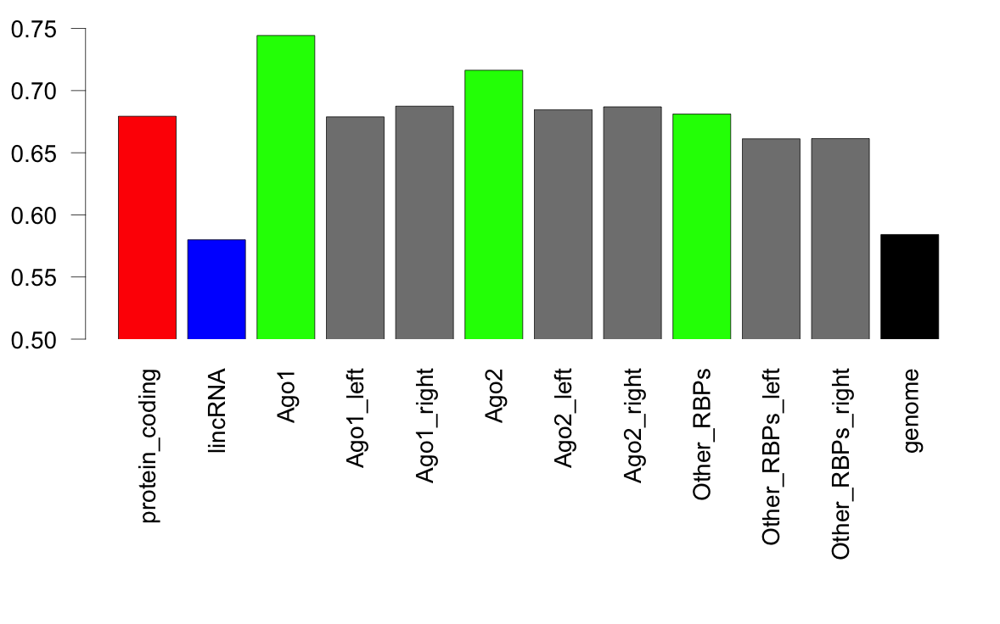 0.75
0.70
0.65
0.60
0.55
0.50
protein_coding
lincRNA
Ago1
Ago1_left
Ago1_right
Ago2
Ago2_left
Ago2_right
Other_RBPs
Other_RBPs_left
Other_RBPs_right
genome